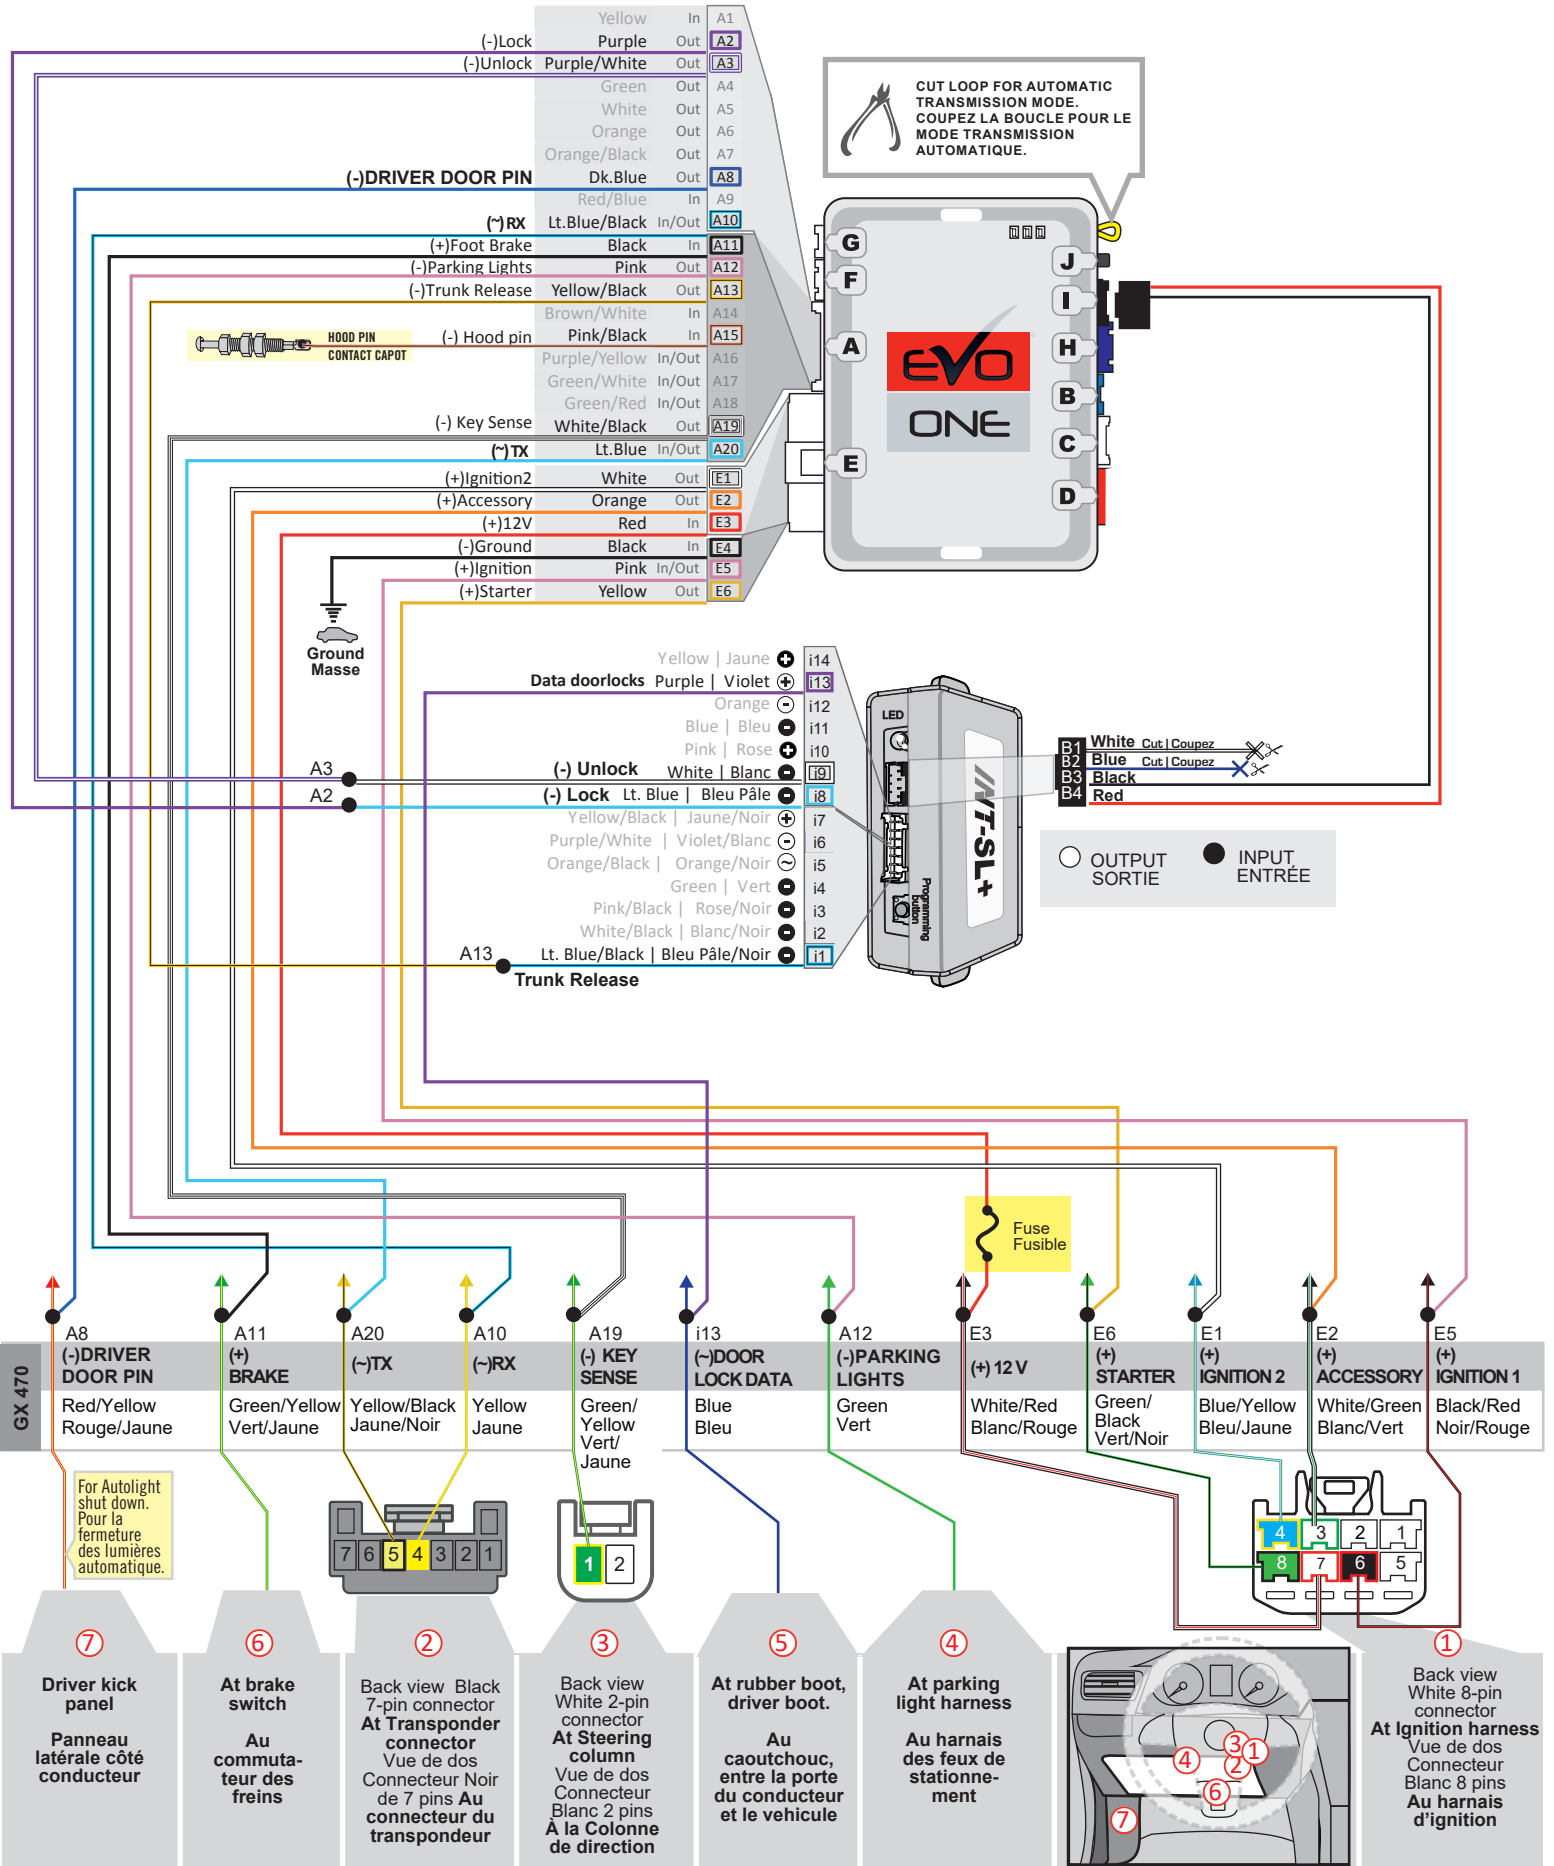 Yellow In A1
(-)Lock Purple Out A2
(-)Unlock Purple/White Out A3
Green Out A4
White Out A5
Orange Out A6
Orange/Black Out A7
(-)DRIVER DOOR PIN Dk.Blue Out A8
Red/Blue In A9
(~)RX Lt.Blue/Black In/Out A10
(+)Foot Brake Black In A11
(-)Parking Lights Pink Out A12
(-)Trunk Release Yellow/Black Out A13
Brown/White In A14
HOOD PIN
CONTACT CAPOT
(-) Hood pin Pink/Black In A15
Purple/Yellow In/Out A16
Green/White In/Out A17
Green/Red In/Out A18
(-) Key Sense White/Black Out A19
(~)TX Lt.Blue In/Out A20
(+)Ignition2 White Out E1
(+)Accessory Orange Out E2
(+)12V Red In E3
(-)Ground Black In E4
(+)Ignition Pink In/Out E5
(+)Starter Yellow Out E6
Ground
Masse
CUT LOOP FOR AUTOMATIC
TRANSMISSION MODE.
COUPEZ LA BOUCLE POUR LE
MODE TRANSMISSION
AUTOMATIQUE.
G
F
A
E
J
I
H
B
C
D
EVO
ONE
Yellow | Jaune + i14
Data doorlocks Purple | Violet + i13
Orange - i12
Blue | Bleu - i11
Pink | Rose + i10
A3 (-) Unlock White | Blanc - i9
A2 (-) Lock Lt. Blue | Bleu Pâle - i8
Yellow/Black | Jaune/Noir + i7
Purple/White | Violet/Blanc - i6
Orange/Black | Orange/Noir ~ i5
Green | Vert - i4
Pink/Black | Rose/Noir - i3
White/Black | Blanc/Noir - i2
A13 Lt. Blue/Black | Bleu Pâle/Noir - i1
Trunk Release
LED
INT-SL+
Programming
button
B1 White Cut | Coupez
B2 Blue Cut | Coupez
B3 Black
B4 Red
OUTPUT
SORTIE
INPUT
ENTRÉE
Fuse
Fusible
GX 470
A8
(-)DRIVER
DOOR PIN
Red/Yellow
Rouge/Jaune
A11
(+)
BRAKE
Green/Yellow
Vert/Jaune
A20
(~)TX
Yellow/Black
Jaune/Noir
A10
(~)RX
Yellow
Jaune
A19
(-) KEY
SENSE
Green/
Yellow
Vert/
Jaune
i13
(~)DOOR
LOCK DATA
Blue
Bleu
A12
(-)PARKING
LIGHTS
Green
Vert
E3
(+) 12 V
White/Red
Blanc/Rouge
E6
(+)
STARTER
Green/
Black
Vert/Noir
E1
(+)
IGNITION 2
Blue/Yellow
Bleu/Jaune
E2
(+)
ACCESSORY
White/Green
Blanc/Vert
E5
(+)
IGNITION 1
Black/Red
Noir/Rouge
For Autolight
shut down.
Pour la
fermeture
des lumières
automatique.
7 6 5 4 3 2 1
1 2
4 3 2 1
8 7 6 5
7
Driver kick
panel
Panneau
latérale côté
conducteur
6
At brake
switch
Au
commuta-
teur des
freins
2
Back view Black
7-pin connector
At Transponder
connector
Vue de dos
Connecteur Noir
de 7 pins Au
connecteur du
transpondeur
3
Back view
White 2-pin
connector
At Steering
column
Vue de dos
Connecteur
Blanc 2 pins
À la Colonne
de direction
5
At rubber boot,
driver boot.
Au
caoutchouc,
entre la porte
du conducteur
et le vehicule
4
At parking
light harness
Au harnais
des feux de
stationne-
ment
3
1
4
2
6
7
1
Back view
White 8-pin
connector
At Ignition harness
Vue de dos
Connecteur
Blanc 8 pins
Au harnais
d'ignition